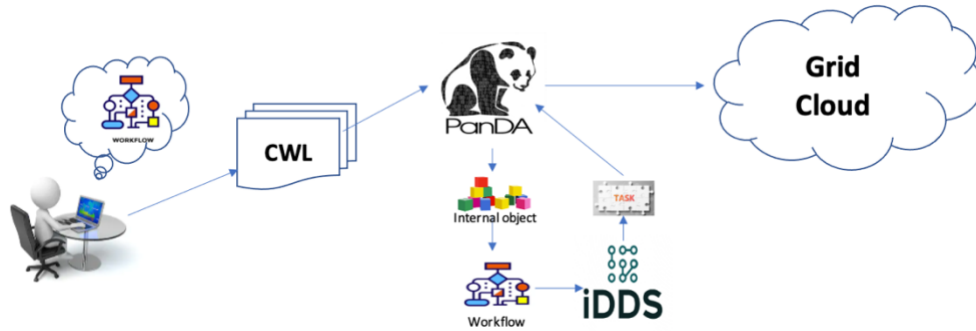 WORKFLOW
CWL
PanDA
Grid
Cloud
Internal object
TASK
Workflow
iDDS